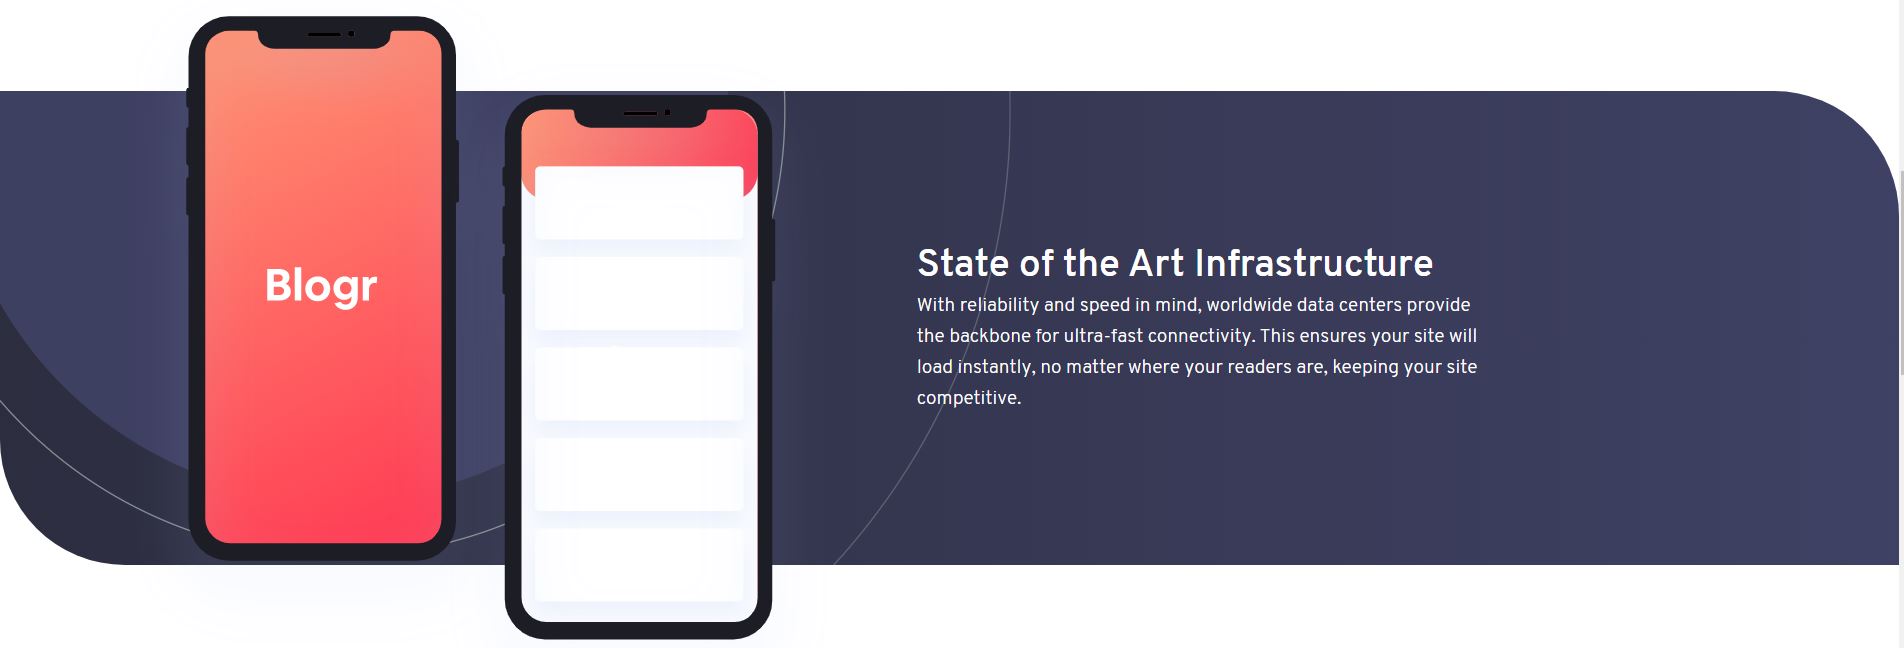 Blogr
State of the Art Infrastructure
With reliability and speed in mind, worldwide data centers provide
the backbone for ultra-fast connectivity. This ensures your site will
load instantly, no matter where your readers are, keeping your site
competitive.